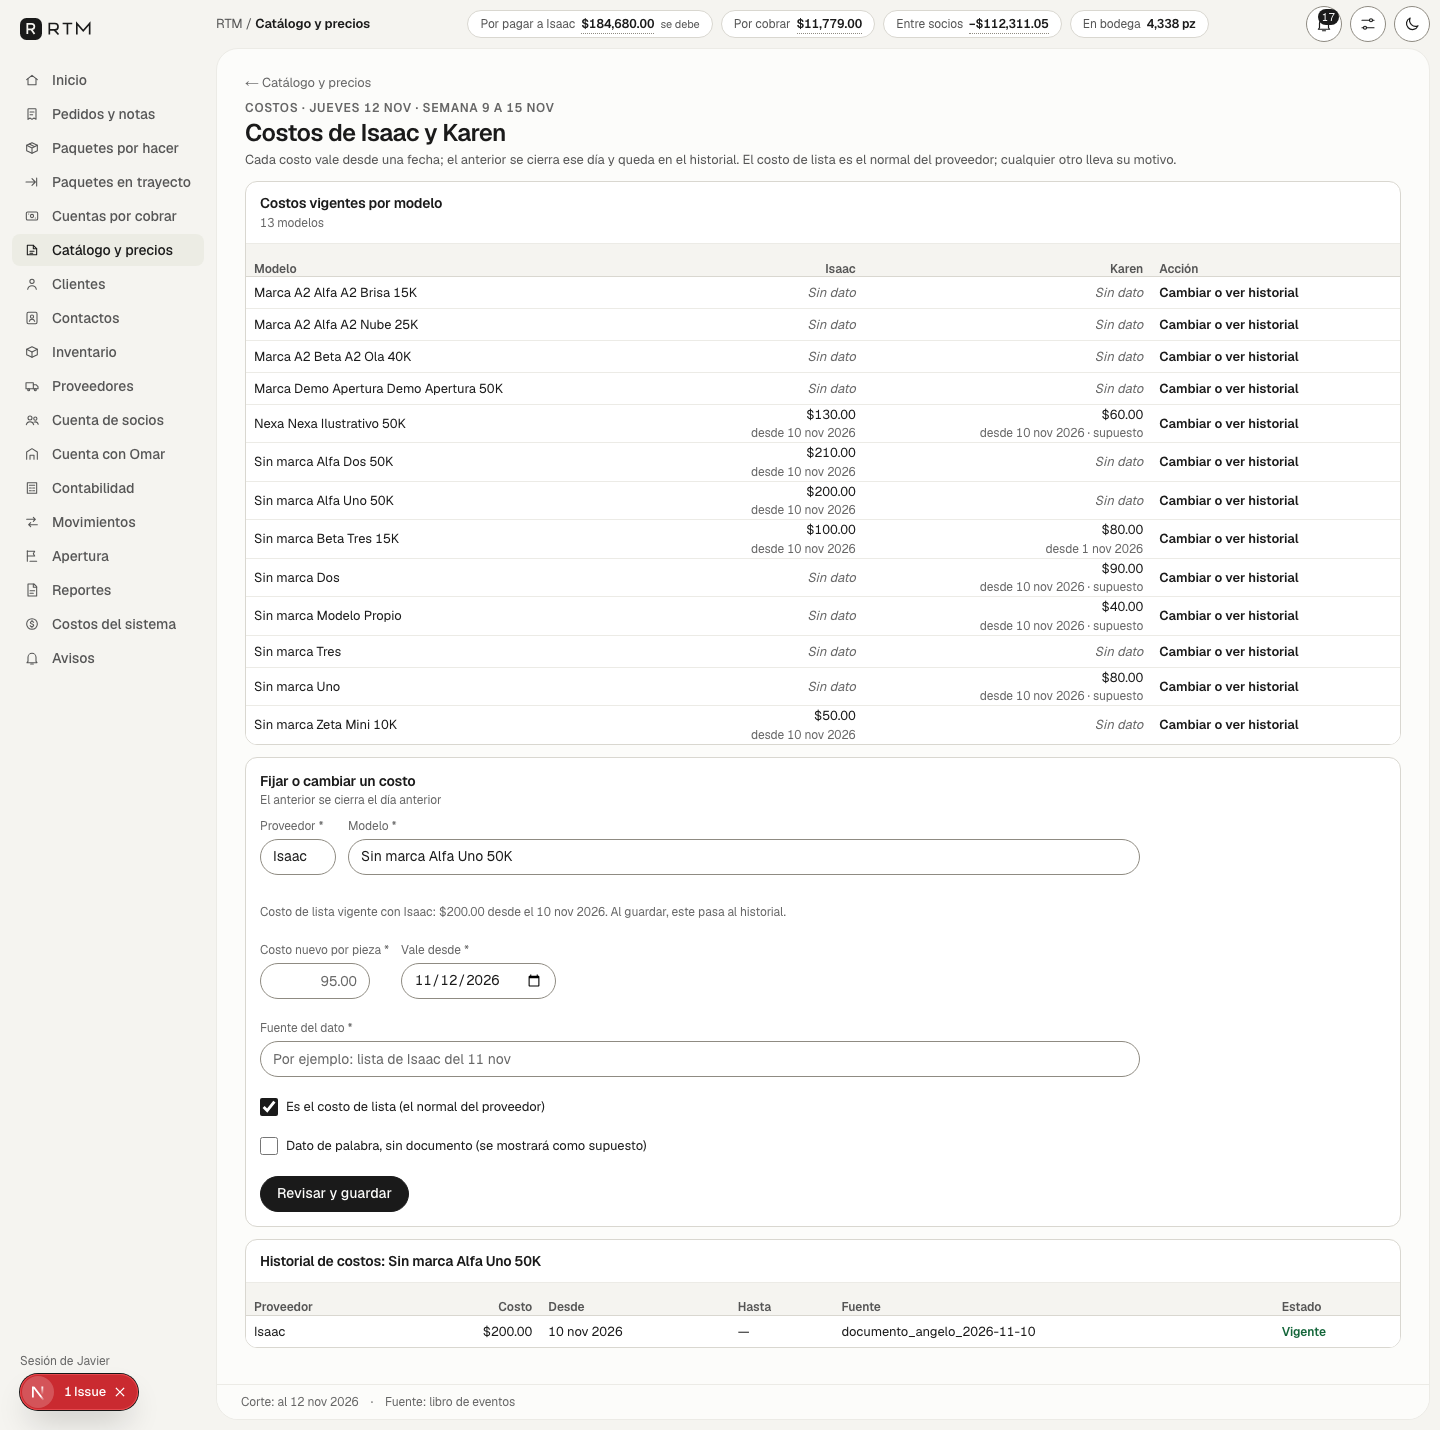 R RTM
RTM / Catálogo y precios
Por pagar a Isaac $184,680.00 se debe
Por cobrar $11,779.00
Entre socios −$112,311.05
En bodega 4,338 pz
17
Inicio
Pedidos y notas
Paquetes por hacer
Paquetes en trayecto
Cuentas por cobrar
Catálogo y precios
Clientes
Contactos
Inventario
Proveedores
Cuenta de socios
Cuenta con Omar
Contabilidad
Movimientos
Apertura
Reportes
Costos del sistema
Avisos
Sesión de Javier
N 1 Issue
← Catálogo y precios
COSTOS · JUEVES 12 NOV · SEMANA 9 A 15 NOV
Costos de Isaac y Karen
Cada costo vale desde una fecha; el anterior se cierra ese día y queda en el historial. El costo de lista es el normal del proveedor; cualquier otro lleva su motivo.
Costos vigentes por modelo
13 modelos
Modelo Isaac Karen Acción
Marca A2 Alfa A2 Brisa 15K Sin dato Sin dato Cambiar o ver historial
Marca A2 Alfa A2 Nube 25K Sin dato Sin dato Cambiar o ver historial
Marca A2 Beta A2 Ola 40K Sin dato Sin dato Cambiar o ver historial
Marca Demo Apertura Demo Apertura 50K Sin dato Sin dato Cambiar o ver historial
Nexa Nexa Ilustrativo 50K $130.00 $60.00 Cambiar o ver historial
desde 10 nov 2026 desde 10 nov 2026 · supuesto
Sin marca Alfa Dos 50K $210.00 Sin dato Cambiar o ver historial
desde 10 nov 2026
Sin marca Alfa Uno 50K $200.00 Sin dato Cambiar o ver historial
desde 10 nov 2026
Sin marca Beta Tres 15K $100.00 $80.00 Cambiar o ver historial
desde 10 nov 2026 desde 1 nov 2026
Sin marca Dos Sin dato $90.00 Cambiar o ver historial
desde 10 nov 2026 · supuesto
Sin marca Modelo Propio Sin dato $40.00 Cambiar o ver historial
desde 10 nov 2026 · supuesto
Sin marca Tres Sin dato Sin dato Cambiar o ver historial
Sin marca Uno Sin dato $80.00 Cambiar o ver historial
desde 10 nov 2026 · supuesto
Sin marca Zeta Mini 10K $50.00 Sin dato Cambiar o ver historial
desde 10 nov 2026
Fijar o cambiar un costo
El anterior se cierra el día anterior
Proveedor * Modelo *
Isaac Sin marca Alfa Uno 50K
Costo de lista vigente con Isaac: $200.00 desde el 10 nov 2026. Al guardar, este pasa al historial.
Costo nuevo por pieza * Vale desde *
95.00 11/12/2026
Fuente del dato *
Por ejemplo: lista de Isaac del 11 nov
Es el costo de lista (el normal del proveedor)
Dato de palabra, sin documento (se mostrará como supuesto)
Revisar y guardar
Historial de costos: Sin marca Alfa Uno 50K
Proveedor Costo Desde Hasta Fuente Estado
Isaac $200.00 10 nov 2026 — documento_angelo_2026-11-10 Vigente
Corte: al 12 nov 2026 · Fuente: libro de eventos